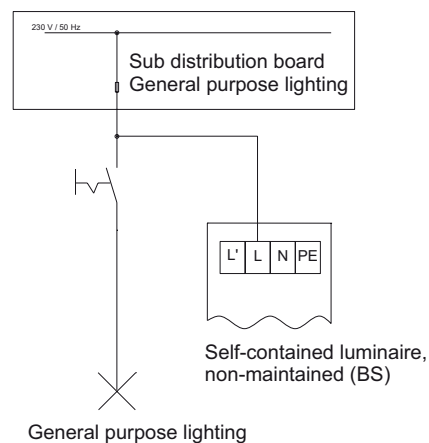 230 V / 50 Hz
Sub distribution board
General purpose lighting
L' L N PE
Self-contained luminaire,
non-maintained (BS)
General purpose lighting